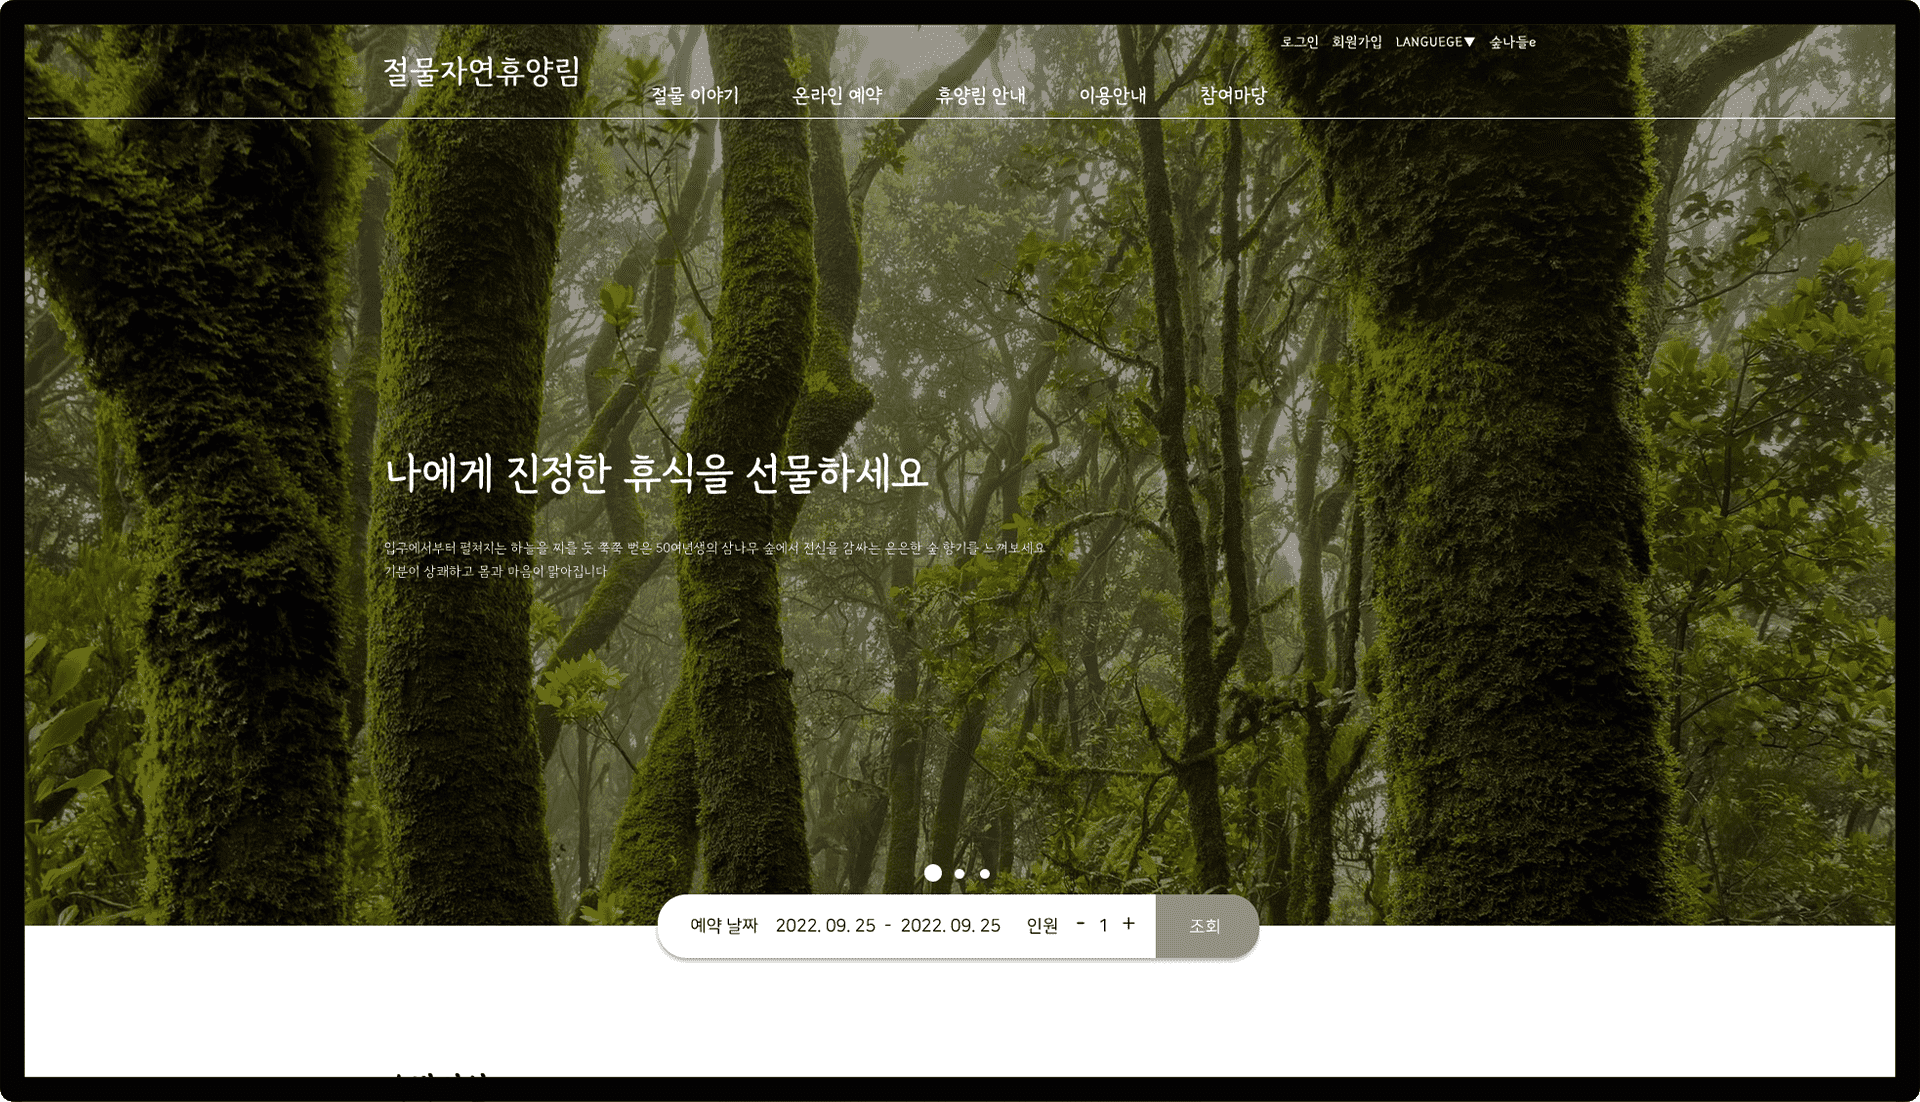 로그인 회원가입 LANGUEGE▼ 숲나들e
절물자연휴양림
절물 이야기 온라인 예약 휴양림 안내 이용안내 참여마당
나에게 진정한 휴식을 선물하세요
입구에서부터 펼쳐지는 하늘을 찌를 듯 쭉쭉 뻗은 50여년생의 삼나무 숲에서 전신을 감싸는 은은한 숲 향기를 느껴보세요
기분이 상쾌하고 몸과 마음이 맑아집니다
예약 날짜 2022. 09. 25 - 2022. 09. 25 인원 - 1 + 조회